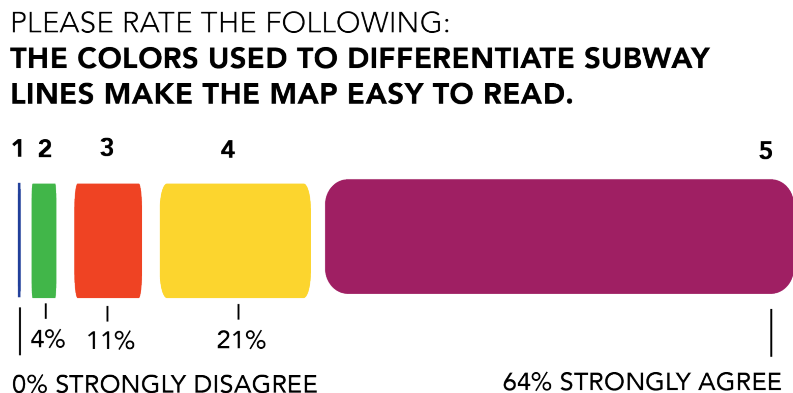 PLEASE RATE THE FOLLOWING:
THE COLORS USED TO DIFFERENTIATE SUBWAY
LINES MAKE THE MAP EASY TO READ.
1 2 3 4 5
4% 11% 21%
0% STRONGLY DISAGREE 64% STRONGLY AGREE